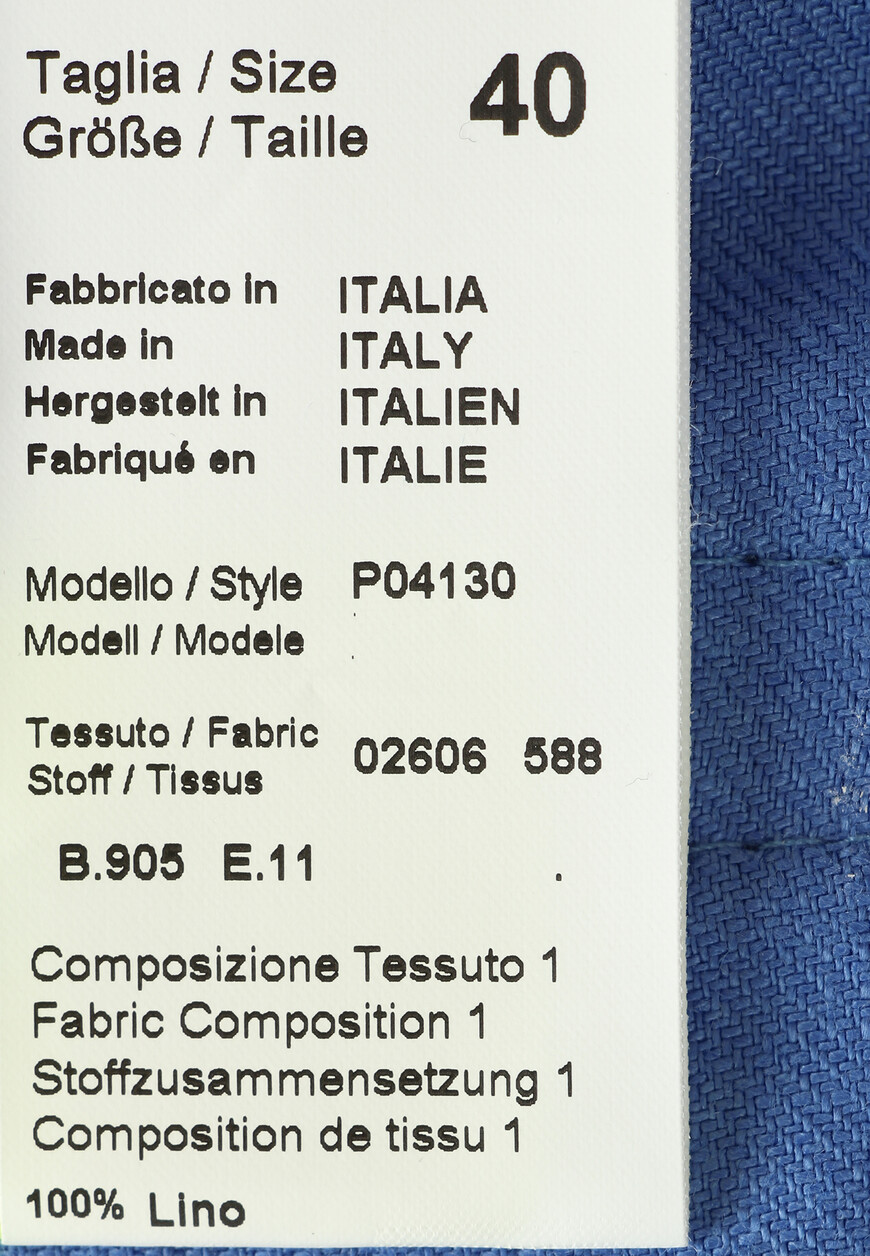 Taglia / Size 40
Größe / Taille
Fabbricato in ITALIA
Made in ITALY
Hergestelt in ITALIEN
Fabriqué en ITALIE
Modello / Style P04130
Modell / Modele
Tessuto / Fabric 02606 588
Stoff / Tissus
B.905 E.11 .
Composizione Tessuto 1
Fabric Composition 1
Stoffzusammensetzung 1
Composition de tissu 1
100% Lino